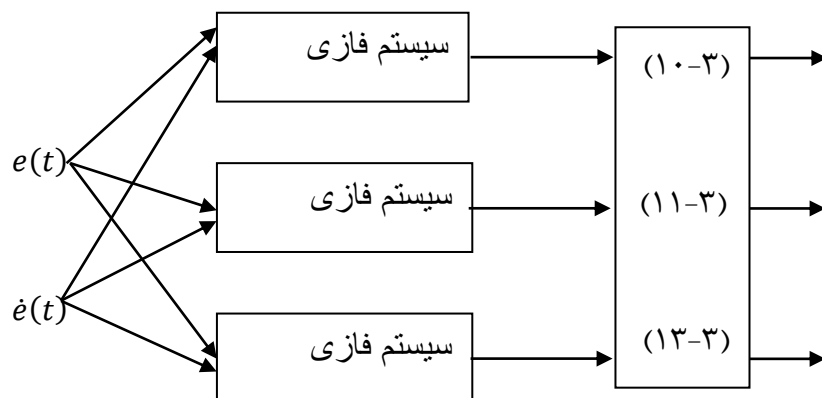 سیستم فازی
(۳-۱۰)
e(t)
سیستم فازی
(۳-۱۱)
ė(t)
سیستم فازی
(۳-۱۳)